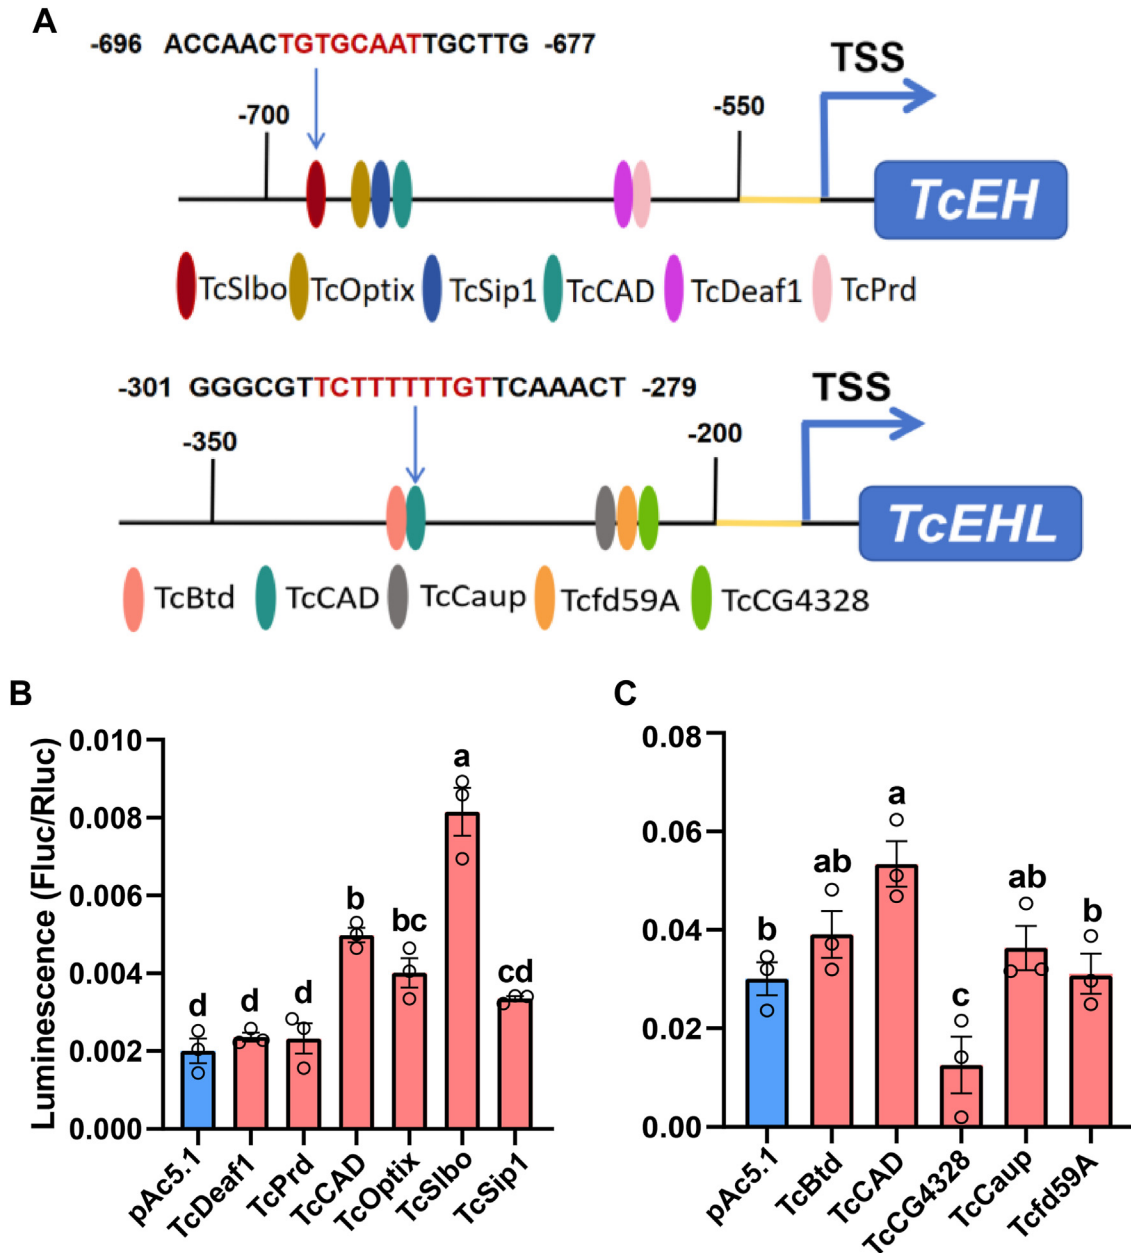 A
-696 ACCAACTGTGCAATTGCTTG -677
TSS
-700
-550
TcEH
TcSlbo TcOptix TcSip1 TcCAD TcDeaf1 TcPrd
-301 GGGCGTTCTTTTTTGTTCAAACT -279
TSS
-350
-200
TcEHL
TcBtd TcCAD TcCaup Tcfd59A TcCG4328
B
Luminescence (Fluc/Rluc)
0.010
0.008
0.006
0.004
0.002
0.000
d d d b bc a cd
pAc5.1 TcDeaf1 TcPrd TcCAD TcOptix TcSlbo TcSip1
C
0.08
0.06
0.04
0.02
0.00
b ab a c ab b
pAc5.1 TcBtd TcCAD TcCG4328 TcCaup Tcfd59A